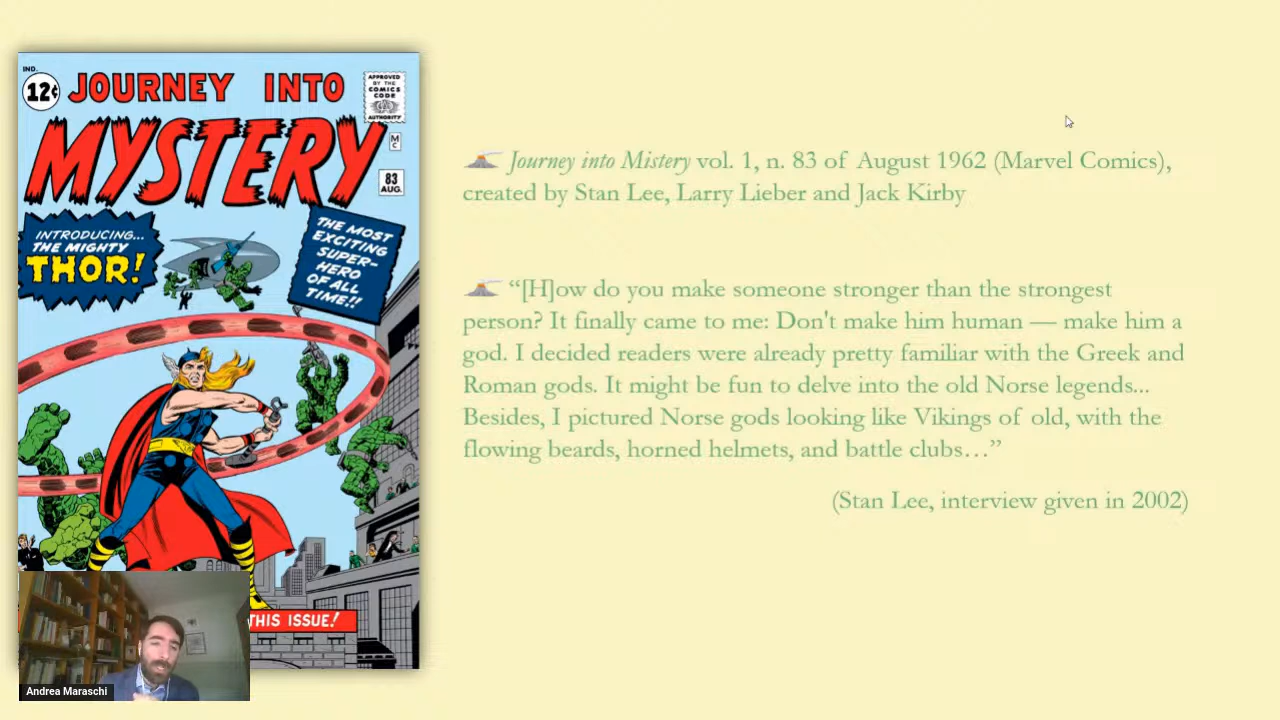 IND.
12¢
JOURNEY INTO
MYSTERY
APPROVED
BY THE
COMICS
CODE
AUTHORITY
M
C
83
AUG.
INTRODUCING...
THE MIGHTY
THOR!
THE MOST
EXCITING
SUPER-
HERO
OF ALL
TIME!!
THIS ISSUE!
Andrea Maraschi
Journey into Mistery vol. 1, n. 83 of August 1962 (Marvel Comics),
created by Stan Lee, Larry Lieber and Jack Kirby
“[H]ow do you make someone stronger than the strongest
person? It finally came to me: Don't make him human — make him a
god. I decided readers were already pretty familiar with the Greek and
Roman gods. It might be fun to delve into the old Norse legends...
Besides, I pictured Norse gods looking like Vikings of old, with the
flowing beards, horned helmets, and battle clubs…”
(Stan Lee, interview given in 2002)